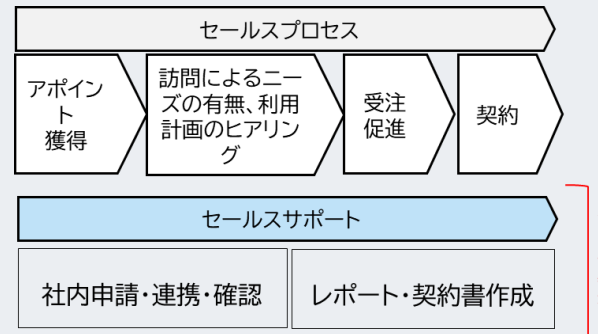 セールスプロセス
アポイン
ト
獲得
訪問によるニー
ズの有無、利用
計画のヒアリン
グ
受注
促進
契約
セールスサポート
社内申請・連携・確認
レポート・契約書作成